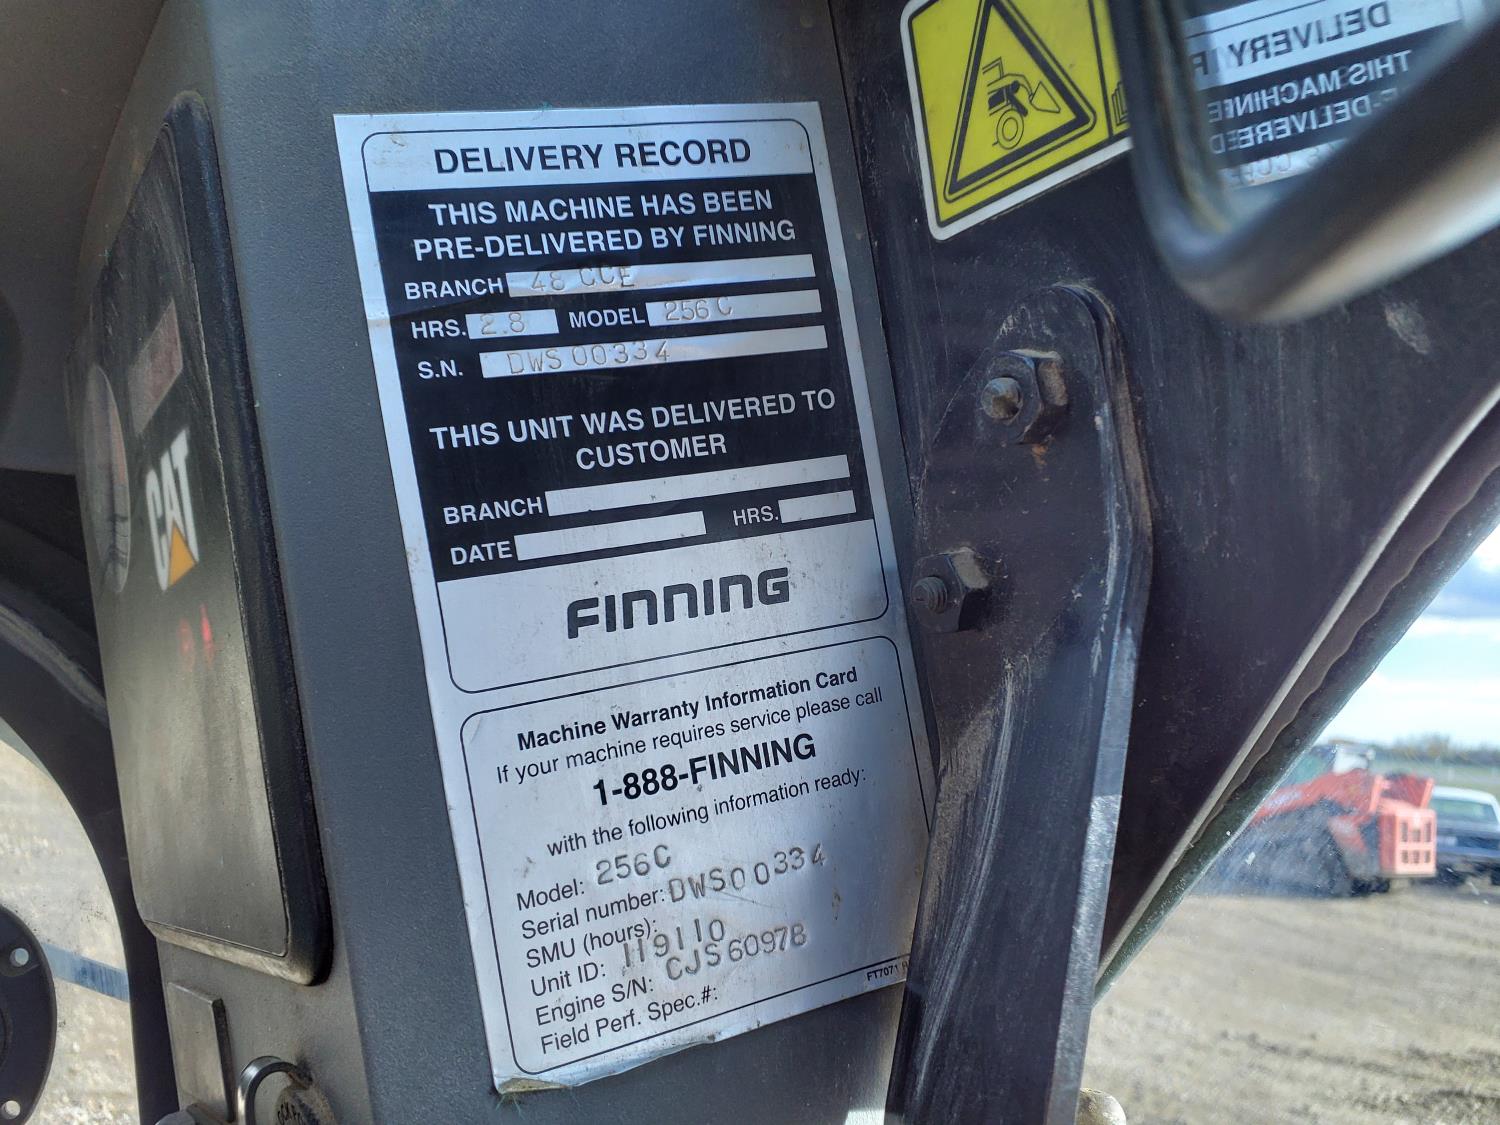 DELIVERY RECORD
THIS MACHINE HAS BEEN
PRE-DELIVERED BY FINNING
BRANCH 48 CCE
HRS. 2.8 MODEL 256C
S.N. DWS00334
THIS UNIT WAS DELIVERED TO
CUSTOMER
BRANCH
DATE HRS.
FINNING
Machine Warranty Information Card
If your machine requires service please call
1-888-FINNING
with the following information ready:
Model: 256C
Serial number: DWS00334
SMU (hours):
Unit ID: 119110
Engine S/N: CJS60978
Field Perf. Spec.#:
FT7071
CAT
DELIVERY
THIS MACHINE
E-DELIVERED